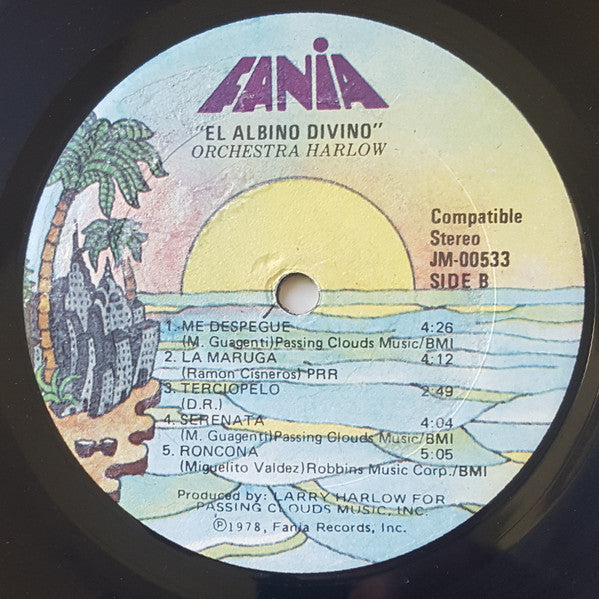 FANIA
"EL ALBINO DIVINO"
ORCHESTRA HARLOW
Compatible
Stereo
JM-00533
SIDE B
1. ME DESPEGUE 4:26
(M. Guagenti)Passing Clouds Music/BMI
2. LA MARUGA 4:12
(Ramon Cisneros) PRR
3. TERCIOPELO 2:49
(D.R.)
4. SERENATA 4:04
(M. Guagenti)Passing Clouds Music/BMI
5. RONCONA 5:05
(Miguelito Valdez)Robbins Music Corp./BMI
Produced by: LARRY HARLOW FOR
PASSING CLOUDS MUSIC, INC.
℗1978, Fania Records, Inc.